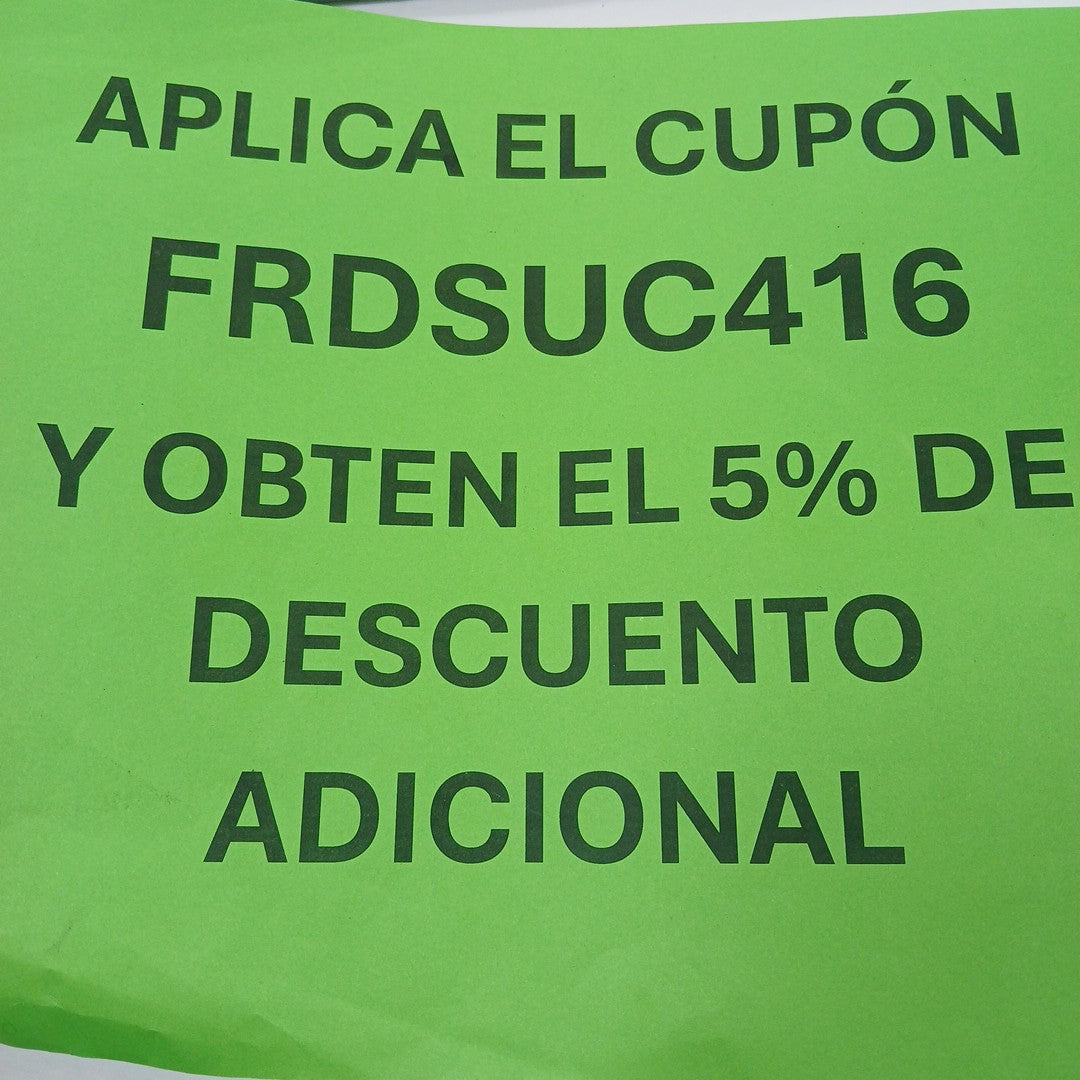 APLICA EL CUPÓN
FRDSUC416
Y OBTEN EL 5% DE
DESCUENTO
ADICIONAL